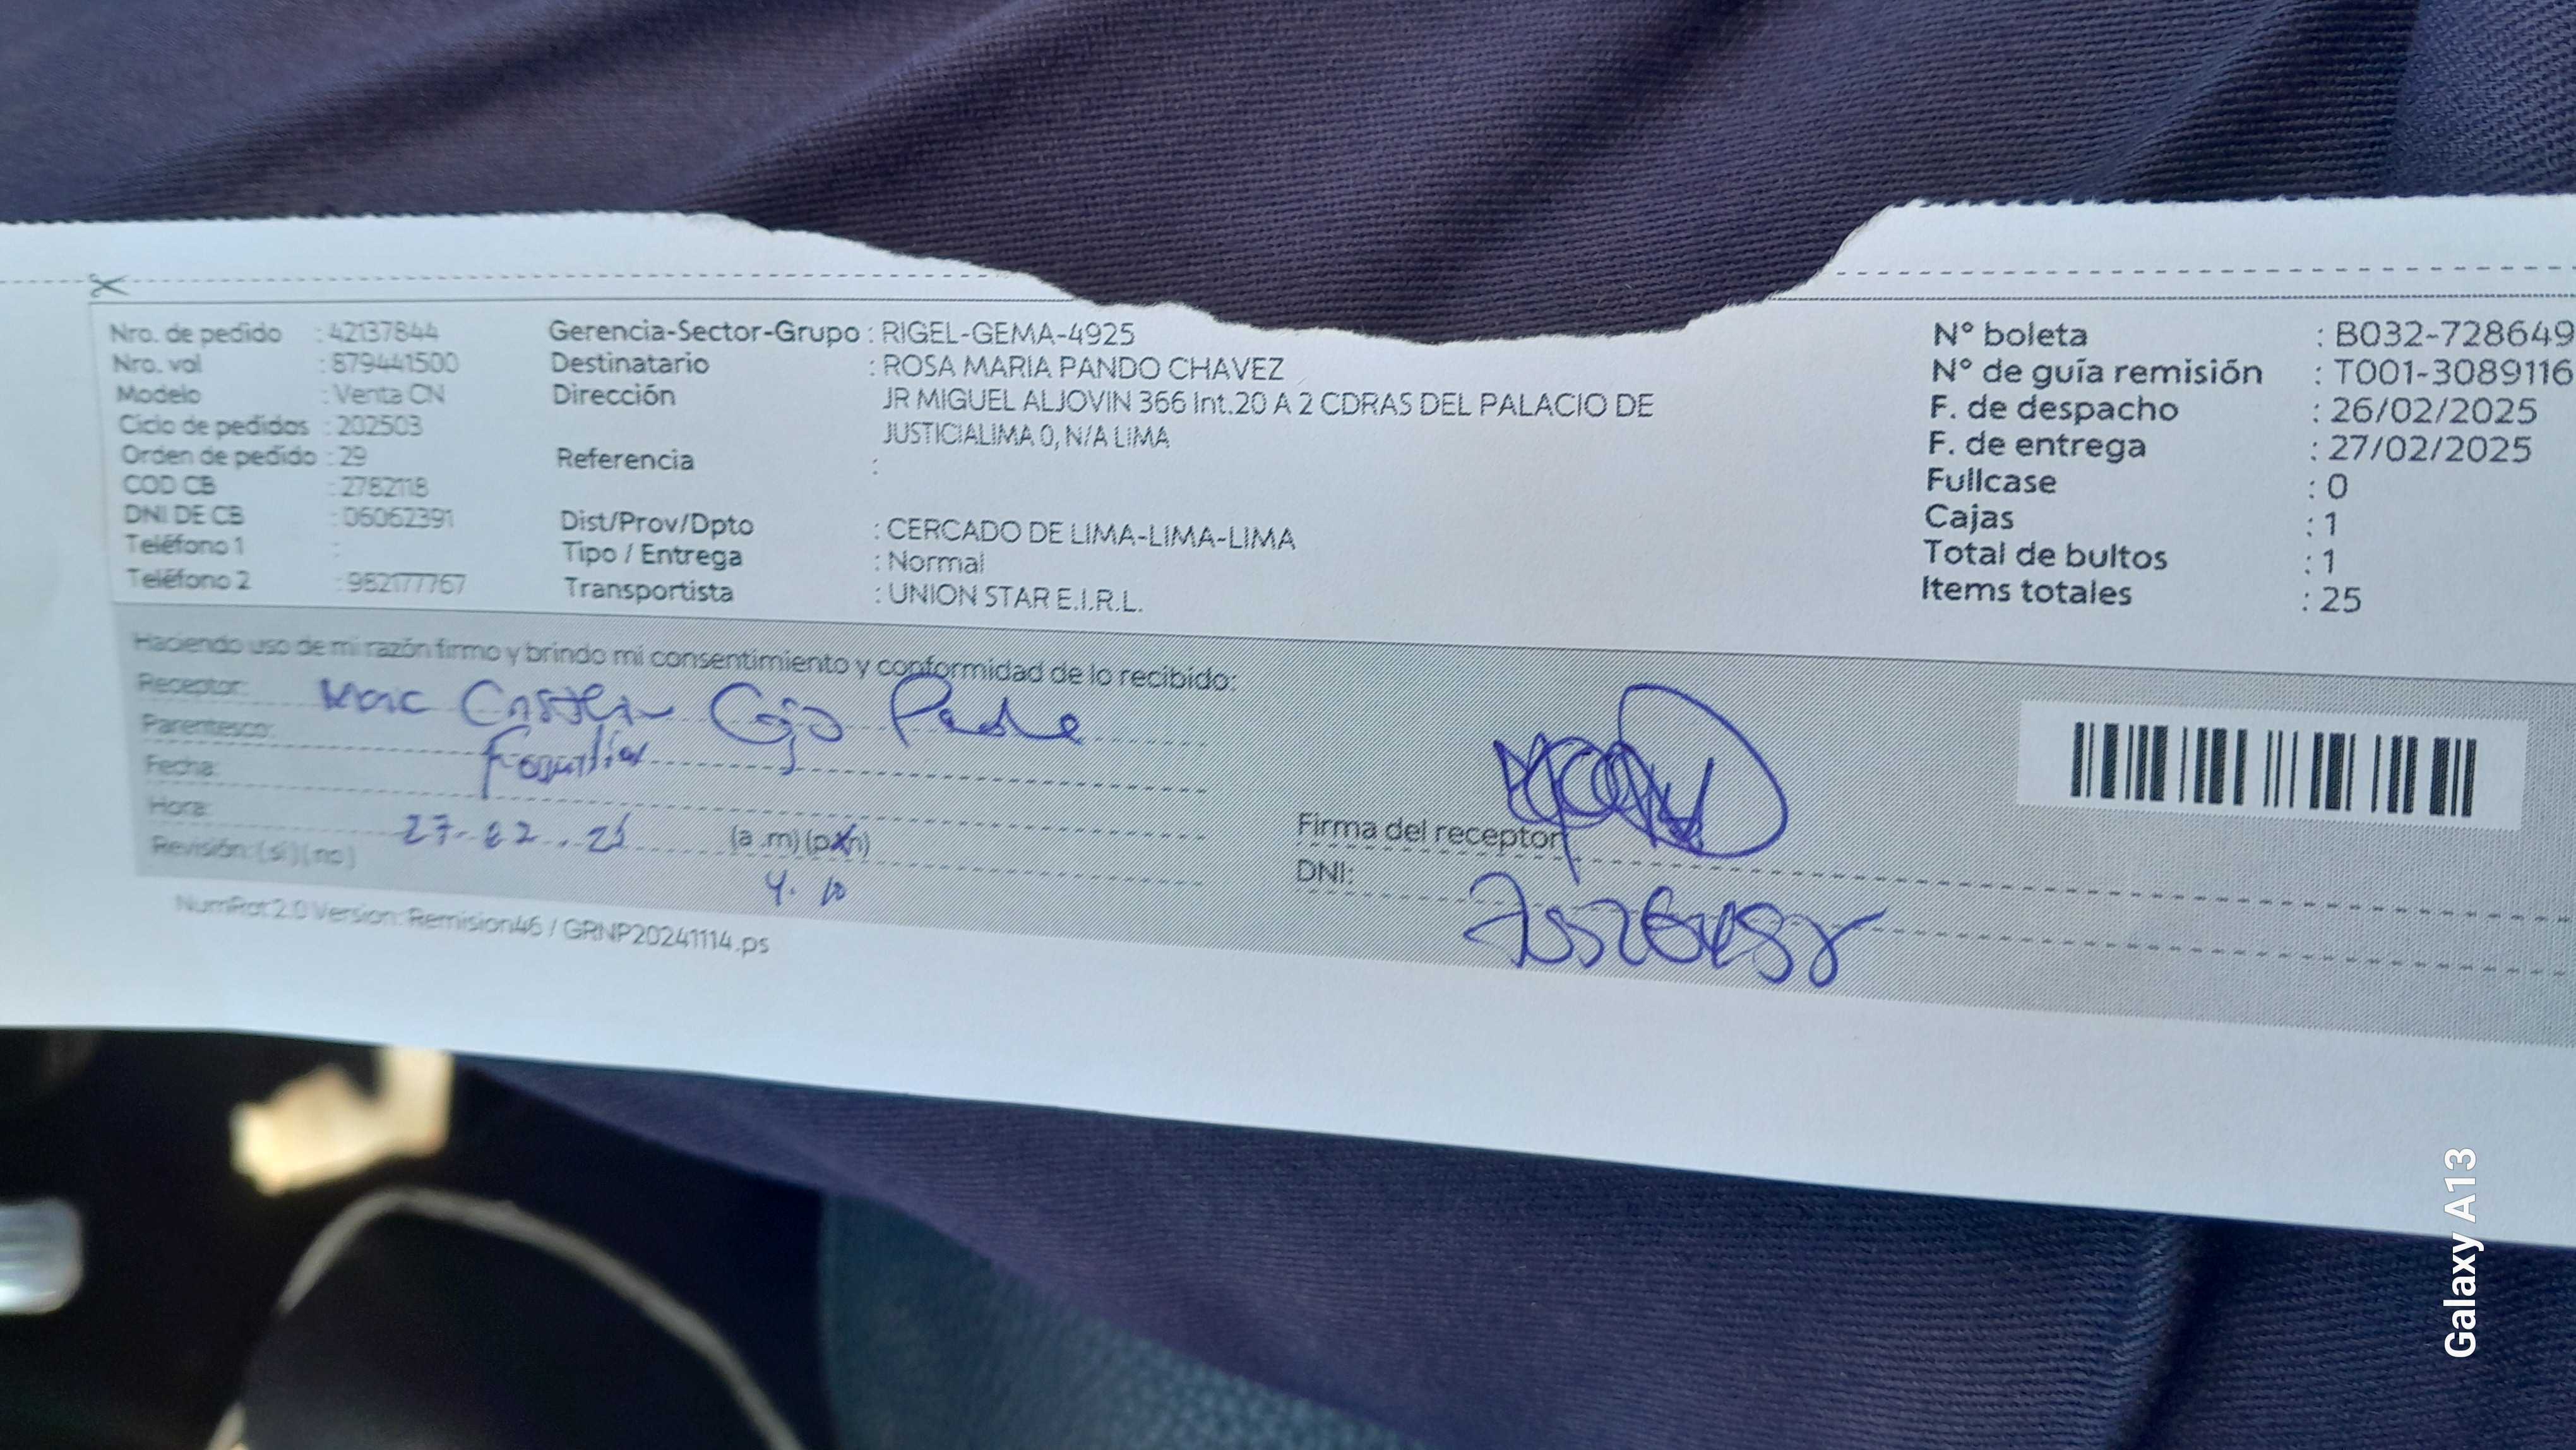 Nro. de pedido : 42137844
Nro. vol : 879441500
Modelo : Venta CN
Ciclo de pedidos : 202503
Orden de pedido : 29
COD CB : 2782118
DNI DE CB : 06062391
Teléfono 1 :
Teléfono 2 : 982177767
Gerencia-Sector-Grupo : RIGEL-GEMA-4925
Destinatario : ROSA MARIA PANDO CHAVEZ
Dirección JR MIGUEL ALJOVIN 366 Int.20 A 2 CDRAS DEL PALACIO DE
JUSTICIALIMA 0, N/A LIMA
Referencia :
Dist/Prov/Dpto : CERCADO DE LIMA-LIMA-LIMA
Tipo / Entrega : Normal
Transportista : UNION STAR E.I.R.L.
N° boleta : B032-728649
N° de guía remisión : T001-3089116
F. de despacho : 26/02/2025
F. de entrega : 27/02/2025
Fullcase : 0
Cajas : 1
Total de bultos : 1
Items totales : 25
Haciendo uso de mi razón firmo y brindo mi consentimiento y conformidad de lo recibido:
Receptor:
Parentesco: Familiar
Fecha:
Hora: (a.m) (p.m)
4. 10
Revisión: (si) (no)
Firma del receptor
DNI:
NumRot 2.0 Version: Remision46 / GRNP20241114.ps
Galaxy A13